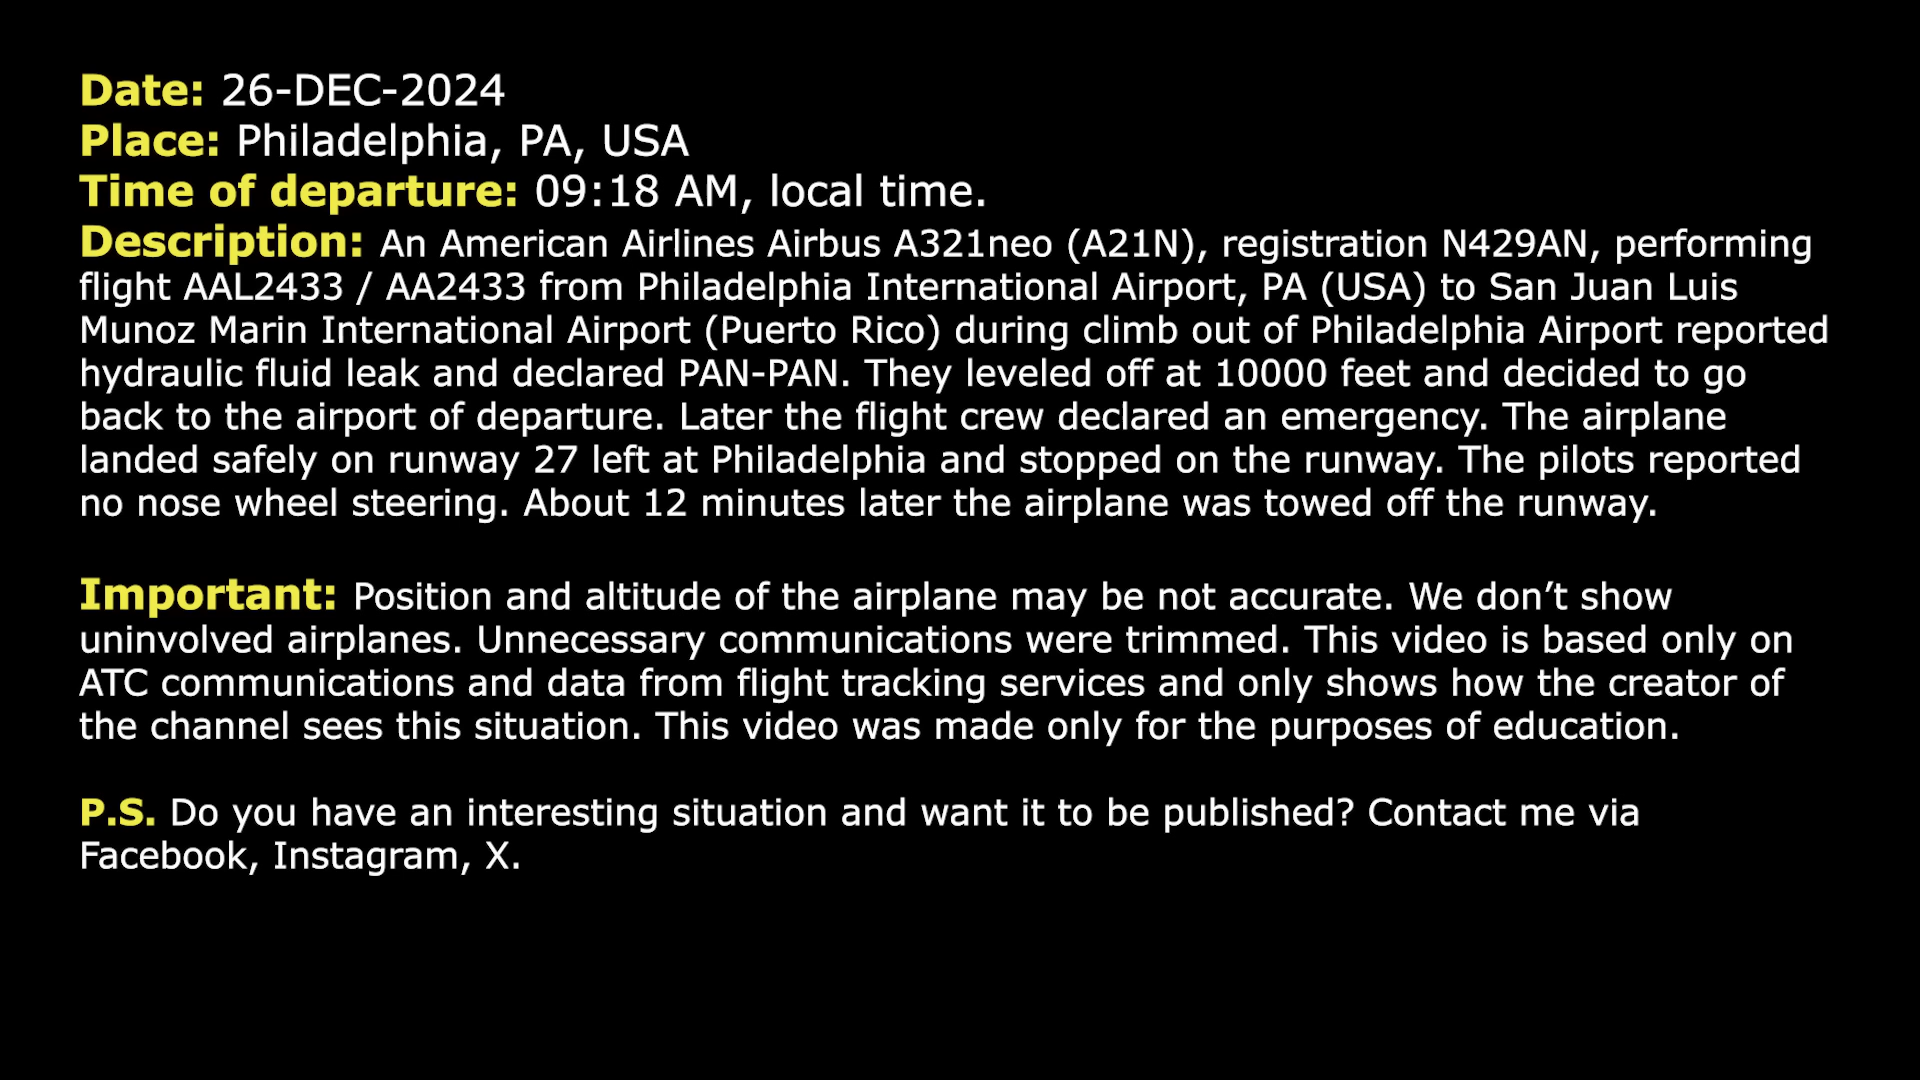 Date: 26-DEC-2024
Place: Philadelphia, PA, USA
Time of departure: 09:18 AM, local time.
Description: An American Airlines Airbus A321neo (A21N), registration N429AN, performing
flight AAL2433 / AA2433 from Philadelphia International Airport, PA (USA) to San Juan Luis
Munoz Marin International Airport (Puerto Rico) during climb out of Philadelphia Airport reported
hydraulic fluid leak and declared PAN-PAN. They leveled off at 10000 feet and decided to go
back to the airport of departure. Later the flight crew declared an emergency. The airplane
landed safely on runway 27 left at Philadelphia and stopped on the runway. The pilots reported
no nose wheel steering. About 12 minutes later the airplane was towed off the runway.
Important: Position and altitude of the airplane may be not accurate. We don’t show
uninvolved airplanes. Unnecessary communications were trimmed. This video is based only on
ATC communications and data from flight tracking services and only shows how the creator of
the channel sees this situation. This video was made only for the purposes of education.
P.S. Do you have an interesting situation and want it to be published? Contact me via
Facebook, Instagram, X.